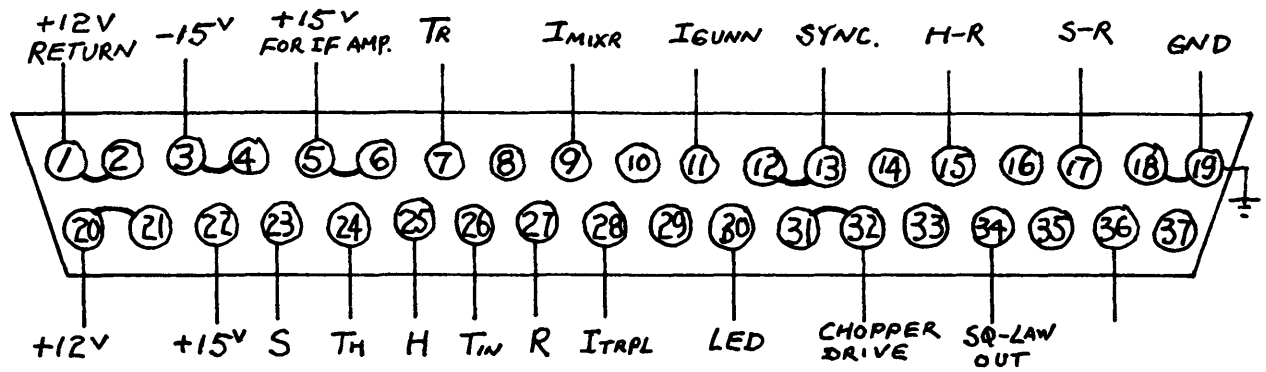 +12V
RETURN
-15V
+15V
FOR IF AMP.
TR
IMIXR
IGUNN
SYNC.
H-R
S-R
GND
1 2 3 4 5 6 7 8 9 10 11 12 13 14 15 16 17 18 19
20 21 22 23 24 25 26 27 28 29 30 31 32 33 34 35 36 37
+12V
+15V
S
TH
H
TIN
R
ITRPL
LED
CHOPPER
DRIVE
SQ-LAW
OUT